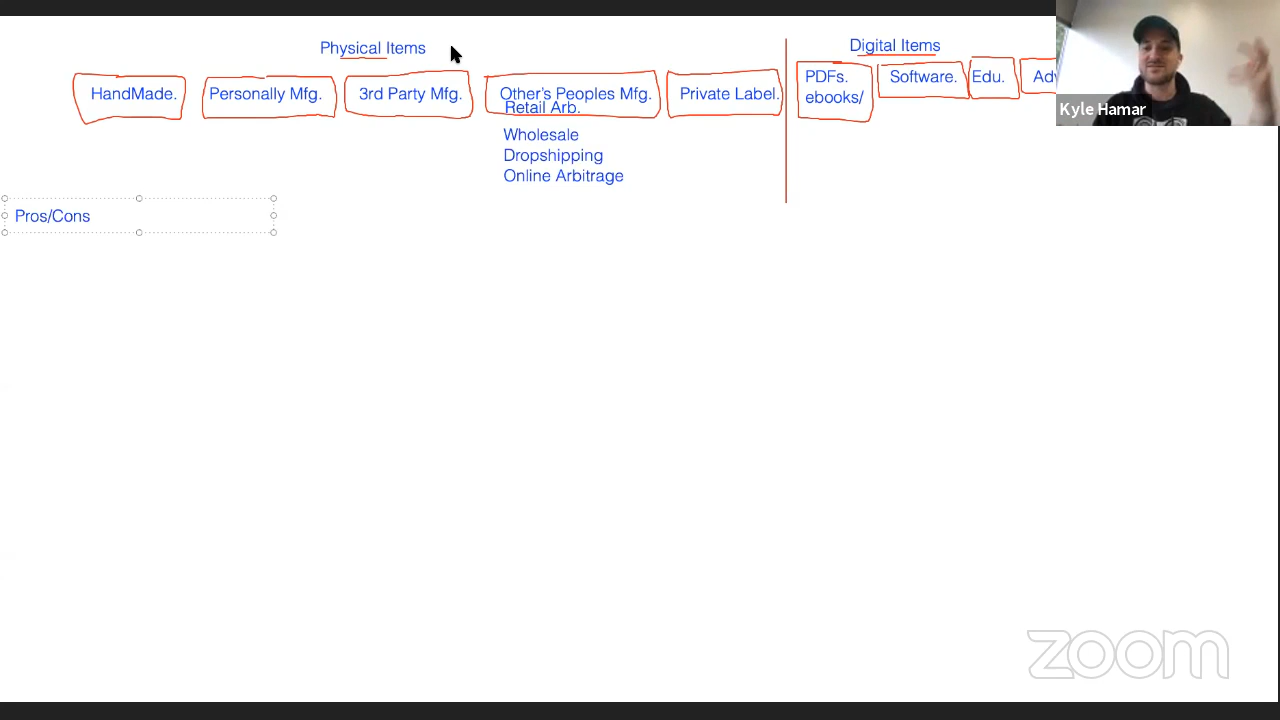 Physical Items
Digital Items
HandMade.
Personally Mfg.
3rd Party Mfg.
Other's Peoples Mfg.
Retail Arb.
Wholesale
Dropshipping
Online Arbitrage
Private Label.
PDFs.
ebooks/
Software.
Edu.
Kyle Hamar
Pros/Cons
zoom